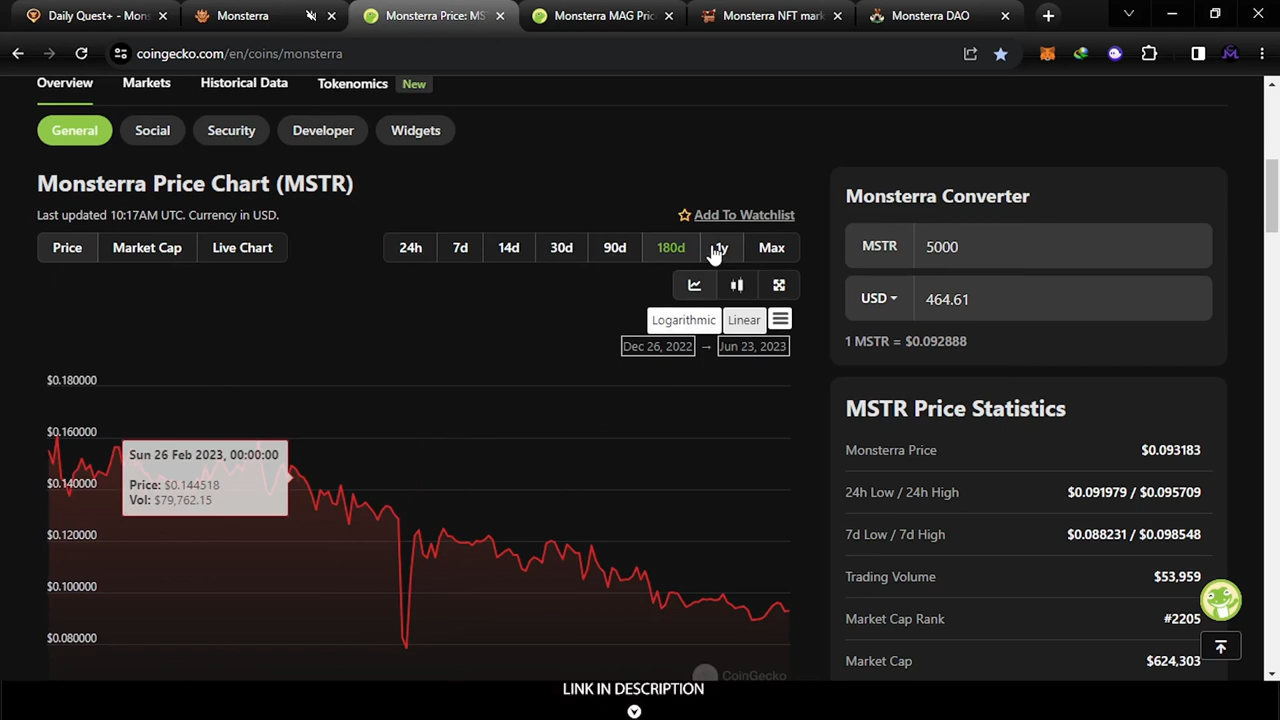 Daily Quest+ - Mons
Monsterra
Monsterra Price: MS
Monsterra MAG Pric
Monsterra NFT mark
Monsterra DAO
coingecko.com/en/coins/monsterra
Overview
Markets
Historical Data
Tokenomics
New
General
Social
Security
Developer
Widgets
Monsterra Price Chart (MSTR)
Last updated 10:17AM UTC. Currency in USD.
Add To Watchlist
Price
Market Cap
Live Chart
24h
7d
14d
30d
90d
180d
1y
Max
Logarithmic
Linear
Dec 26, 2022 → Jun 23, 2023
$0.180000
$0.160000
$0.140000
$0.120000
$0.100000
$0.080000
Sun 26 Feb 2023, 00:00:00
Price: $0.144518
Vol: $79,762.15
CoinGecko
Monsterra Converter
MSTR
5000
USD
464.61
1 MSTR = $0.092888
MSTR Price Statistics
Monsterra Price
$0.093183
24h Low / 24h High
$0.091979 / $0.095709
7d Low / 7d High
$0.088231 / $0.098548
Trading Volume
$53,959
Market Cap Rank
#2205
Market Cap
$624,303
LINK IN DESCRIPTION